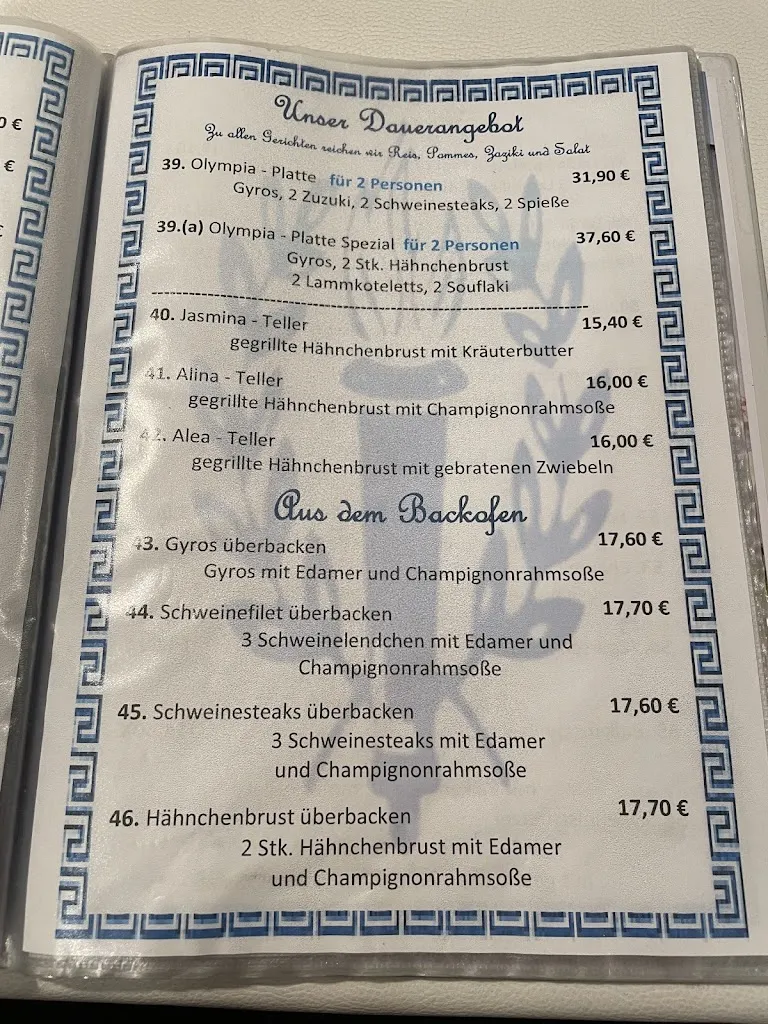 0 €
€
Unser Dauerangebot
Zu allen Gerichten reichen wir Reis, Pommes, Zaziki und Salat
39. Olympia - Platte für 2 Personen 31,90 €
Gyros, 2 Zuzuki, 2 Schweinesteaks, 2 Spieße
39.(a) Olympia - Platte Spezial für 2 Personen 37,60 €
Gyros, 2 Stk. Hähnchenbrust
2 Lammkoteletts, 2 Souflaki
40. Jasmina - Teller 15,40 €
gegrillte Hähnchenbrust mit Kräuterbutter
41. Alina - Teller 16,00 €
gegrillte Hähnchenbrust mit Champignonrahmsoße
42. Alea - Teller 16,00 €
gegrillte Hähnchenbrust mit gebratenen Zwiebeln
Aus dem Backofen
43. Gyros überbacken 17,60 €
Gyros mit Edamer und Champignonrahmsoße
44. Schweinefilet überbacken 17,70 €
3 Schweinelendchen mit Edamer und
Champignonrahmsoße
45. Schweinesteaks überbacken 17,60 €
3 Schweinesteaks mit Edamer
und Champignonrahmsoße
46. Hähnchenbrust überbacken 17,70 €
2 Stk. Hähnchenbrust mit Edamer
und Champignonrahmsoße